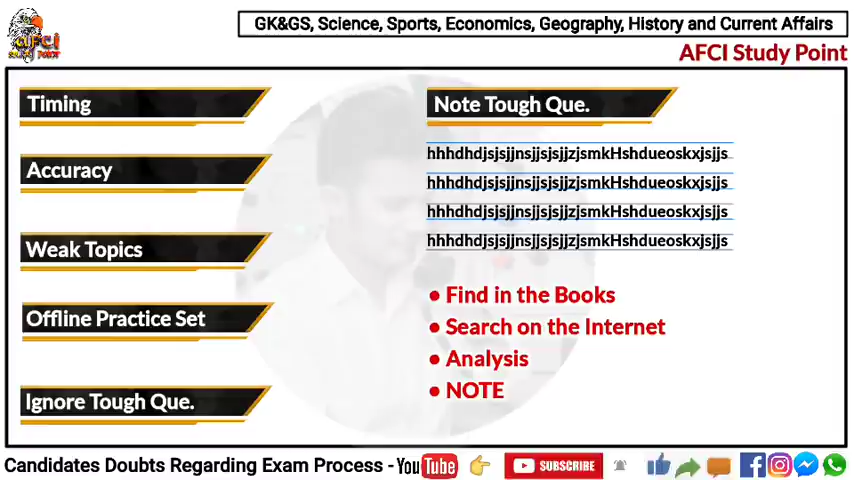 AFCI
GK&GS, Science, Sports, Economics, Geography, History and Current Affairs
AFCI Study Point
Timing
Accuracy
Weak Topics
Offline Practice Set
Ignore Tough Que.
Note Tough Que.
hhhdhdjsjsjjnsjjsjsjjzjsmkHshdueoskxjsjjs
hhhdhdjsjsjjnsjjsjsjjzjsmkHshdueoskxjsjjs
hhhdhdjsjsjjnsjjsjsjjzjsmkHshdueoskxjsjjs
hhhdhdjsjsjjnsjjsjsjjzjsmkHshdueoskxjsjjs
• Find in the Books
• Search on the Internet
• Analysis
• NOTE
Candidates Doubts Regarding Exam Process - YouTube SUBSCRIBE